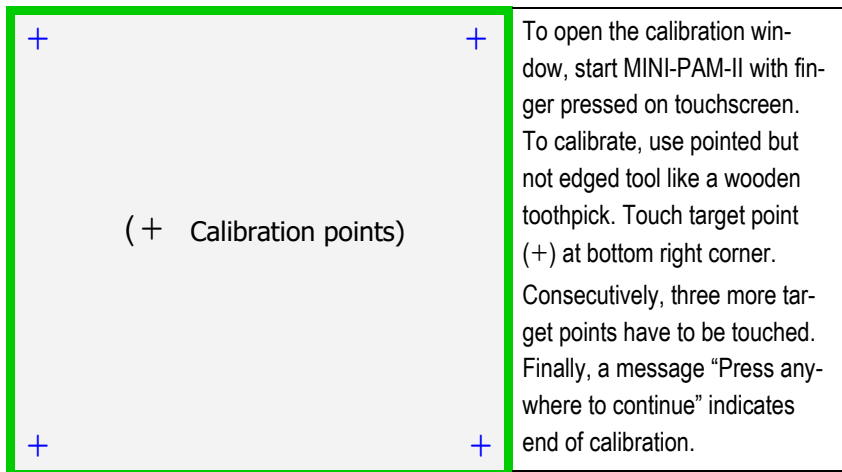 + +
(+ Calibration points)
+ +
To open the calibration win-
dow, start MINI-PAM-II with fin-
ger pressed on touchscreen.
To calibrate, use pointed but
not edged tool like a wooden
toothpick. Touch target point
(+) at bottom right corner.
Consecutively, three more tar-
get points have to be touched.
Finally, a message “Press any-
where to continue” indicates
end of calibration.